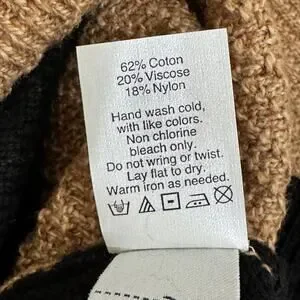 62% Coton
20% Viscose
18% Nylon
Hand wash cold,
with like colors.
Non chlorine
bleach only.
Do not wring or twist.
Lay flat to dry.
Warm iron as needed.